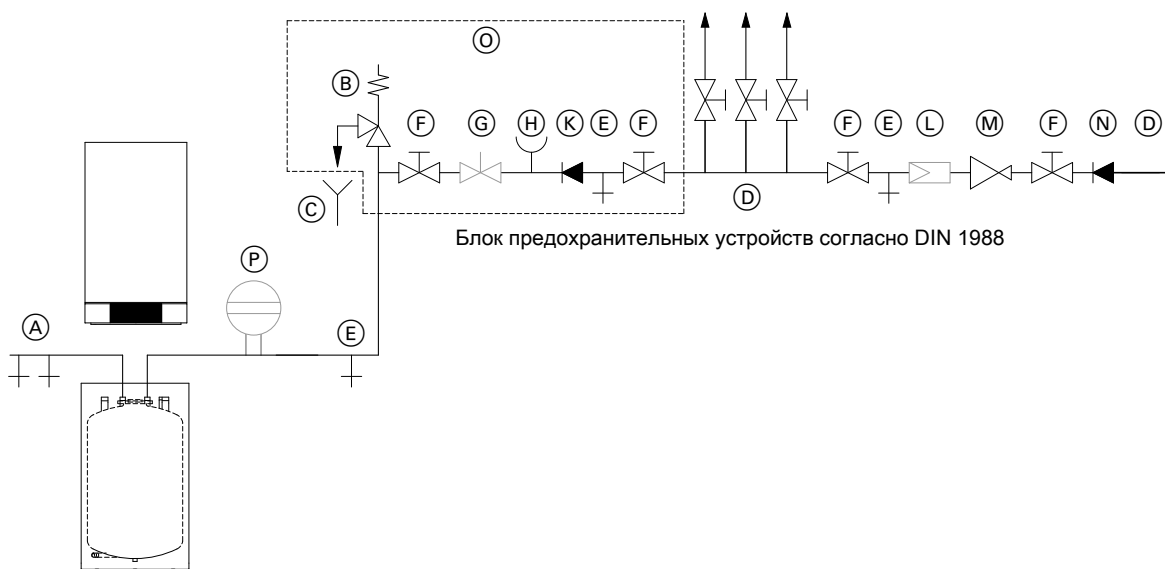 O
B
F G H K E F F E L M F N D
C
D
Блок предохранительных устройств согласно DIN 1988
P
A
E